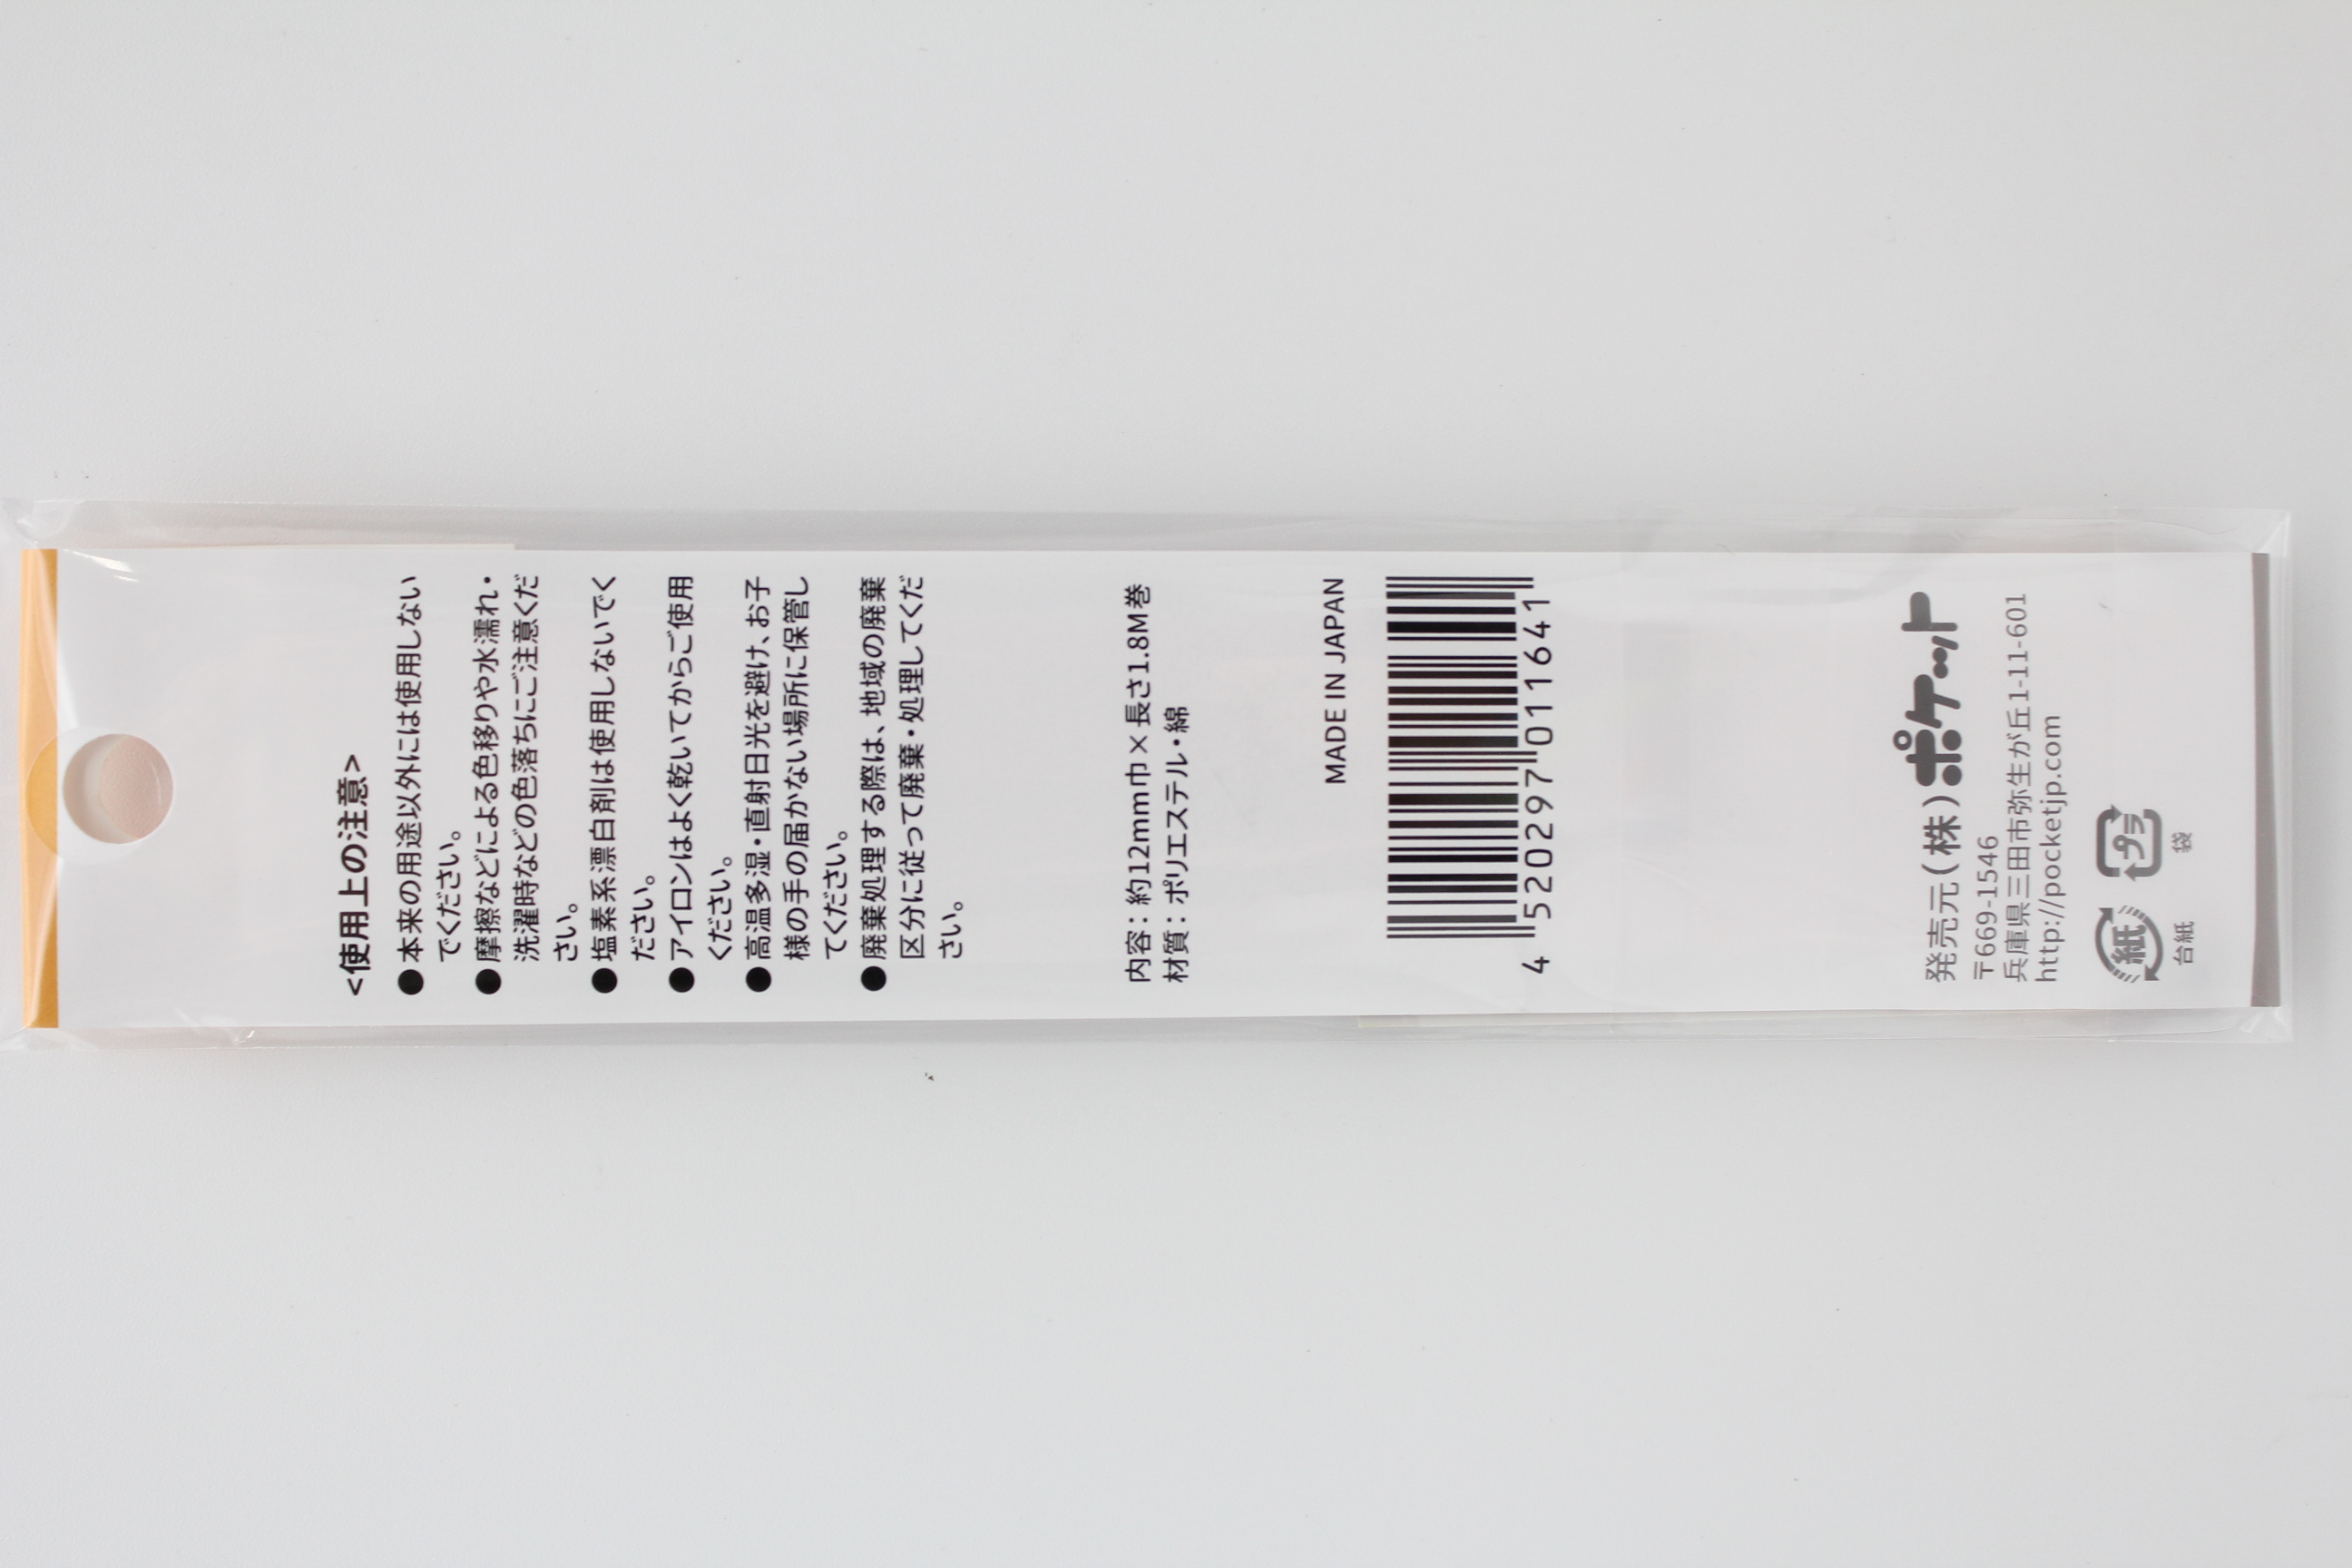 <使用上の注意>
●本来の用途以外には使用しない
でください。
●摩擦などによる色移りや水濡れ・
洗濯時などの色落ちにご注意くだ
さい。
●塩素系漂白剤は使用しないでく
ださい。
●アイロンはよく乾いてからご使用
ください。
●高温多湿・直射日光を避け、お子
様の手の届かない場所に保管し
てください。
●廃棄処理する際は、地域の廃棄
区分に従って廃棄・処理してくだ
さい。
内容：約12mm巾×長さ1.8M巻
材質：ポリエステル・綿
MADE IN JAPAN
4 520297 011641
発売元(株)ポケット
〒669-1546
兵庫県三田市弥生が丘1-11-601
http://pocketjp.com
紙 プラ
台紙 袋